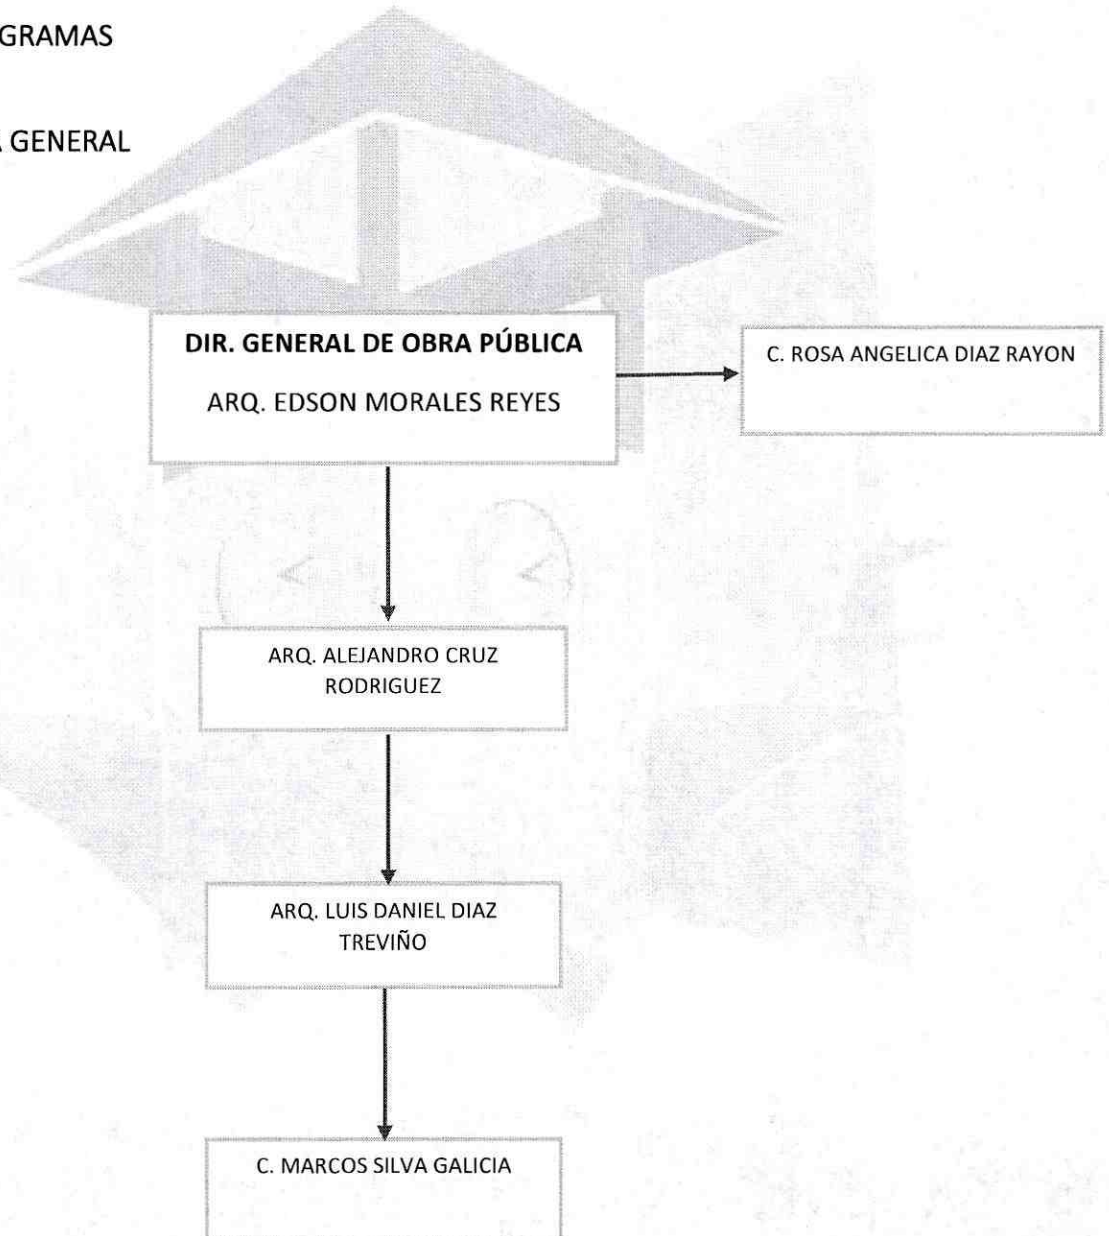 GRAMAS
GENERAL
DIR. GENERAL DE OBRA PÚBLICA
ARQ. EDSON MORALES REYES
C. ROSA ANGELICA DIAZ RAYON
ARQ. ALEJANDRO CRUZ
RODRIGUEZ
ARQ. LUIS DANIEL DIAZ
TREVIÑO
C. MARCOS SILVA GALICIA